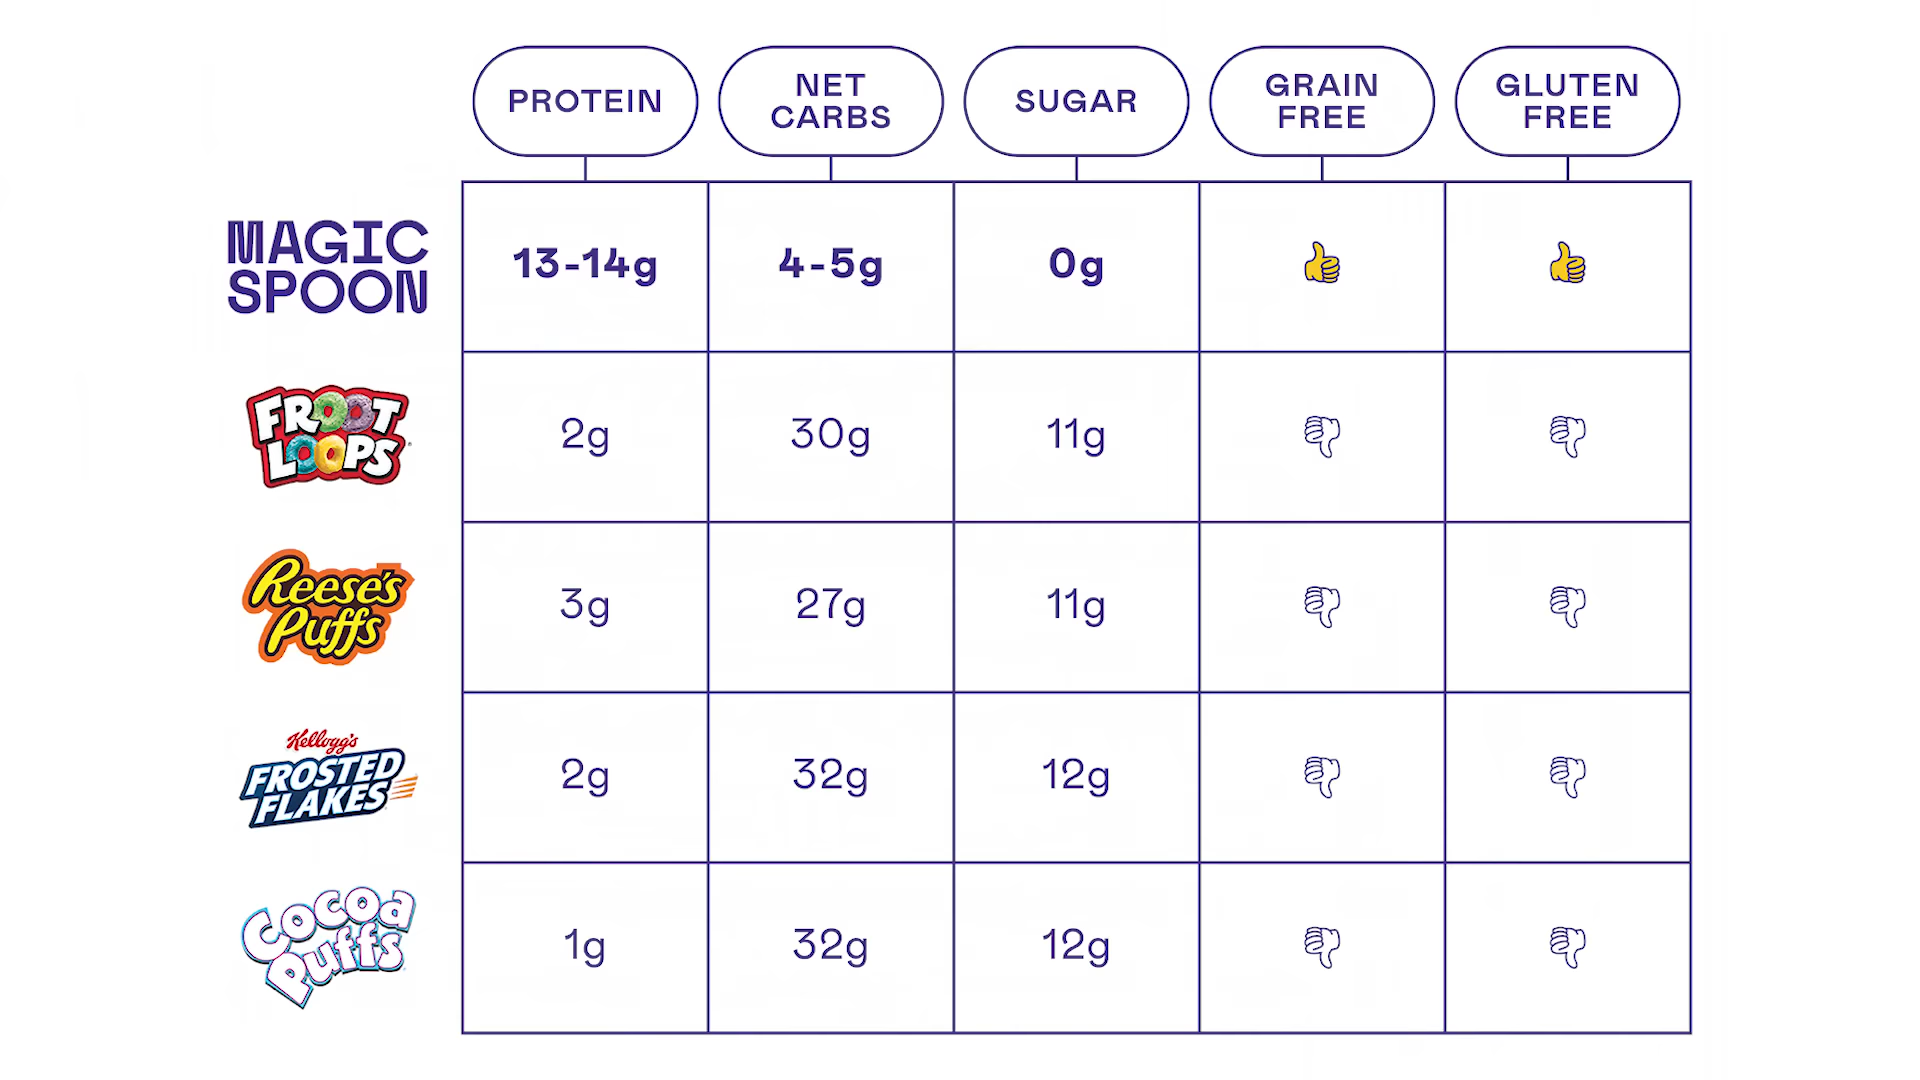 PROTEIN
NET
CARBS
SUGAR
GRAIN
FREE
GLUTEN
FREE
MAGIC
SPOON
13-14g
4-5g
0g
FROOT
LOOPS
2g
30g
11g
Reese's
Puffs
3g
27g
11g
Kellogg's
FROSTED
FLAKES
2g
32g
12g
Cocoa
Puffs
1g
32g
12g